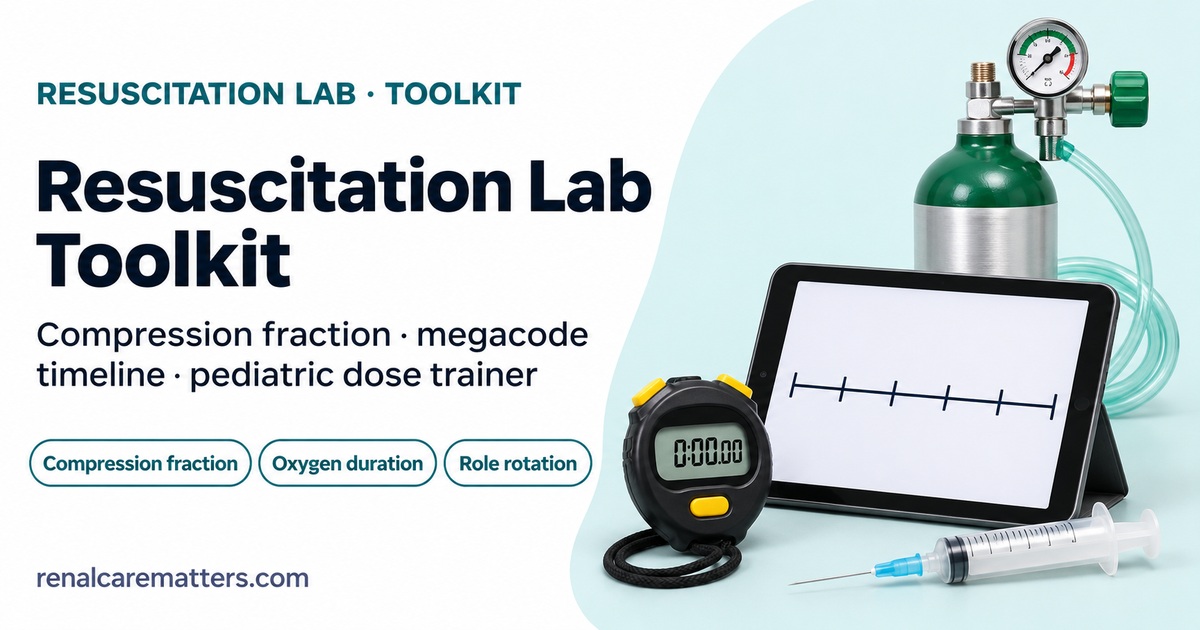 RESUSCITATION LAB · TOOLKIT
Resuscitation Lab
Toolkit
Compression fraction · megacode
timeline · pediatric dose trainer
Compression fraction
Oxygen duration
Role rotation
renalcarematters.com
0:00.00